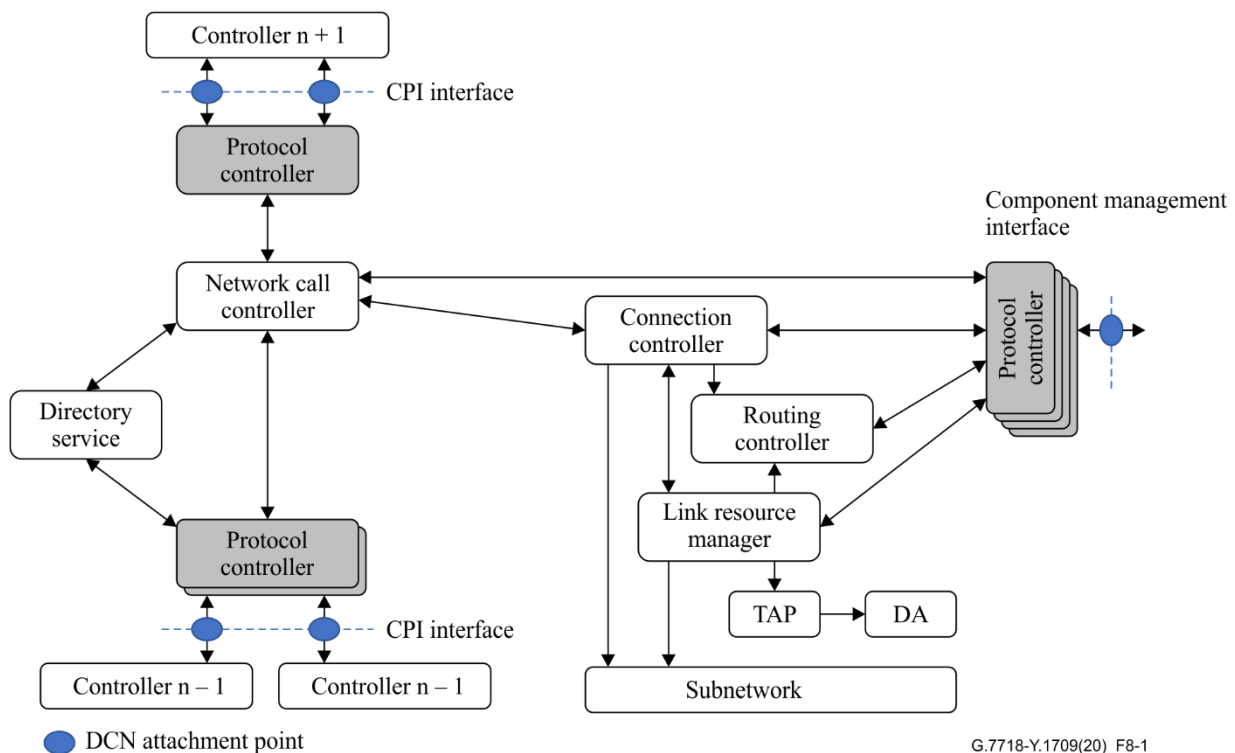 Controller n + 1
CPI interface
Protocol
controller
Component management
interface
Network call
controller
Connection
controller
Protocol
controller
Directory
service
Routing
controller
Link resource
manager
Protocol
controller
TAP
DA
CPI interface
Controller n – 1
Controller n – 1
Subnetwork
DCN attachment point
G.7718-Y.1709(20)_F8-1